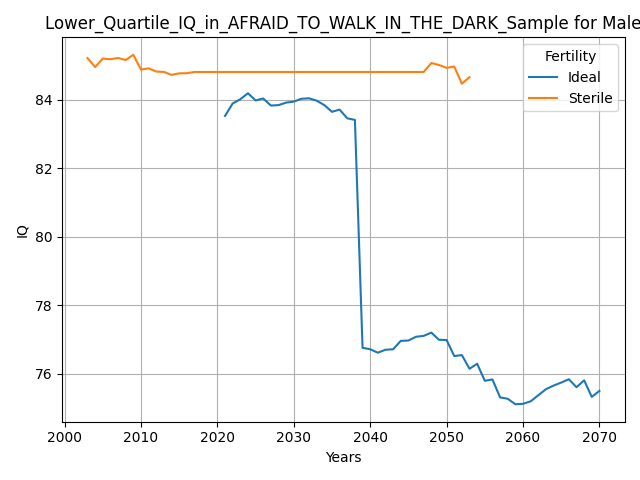 Lower_Quartile_IQ_in_AFRAID_TO_WALK_IN_THE_DARK_Sample for Male
Fertility
Ideal
Sterile
IQ
84
82
80
78
76
2000 2010 2020 2030 2040 2050 2060 2070
Years